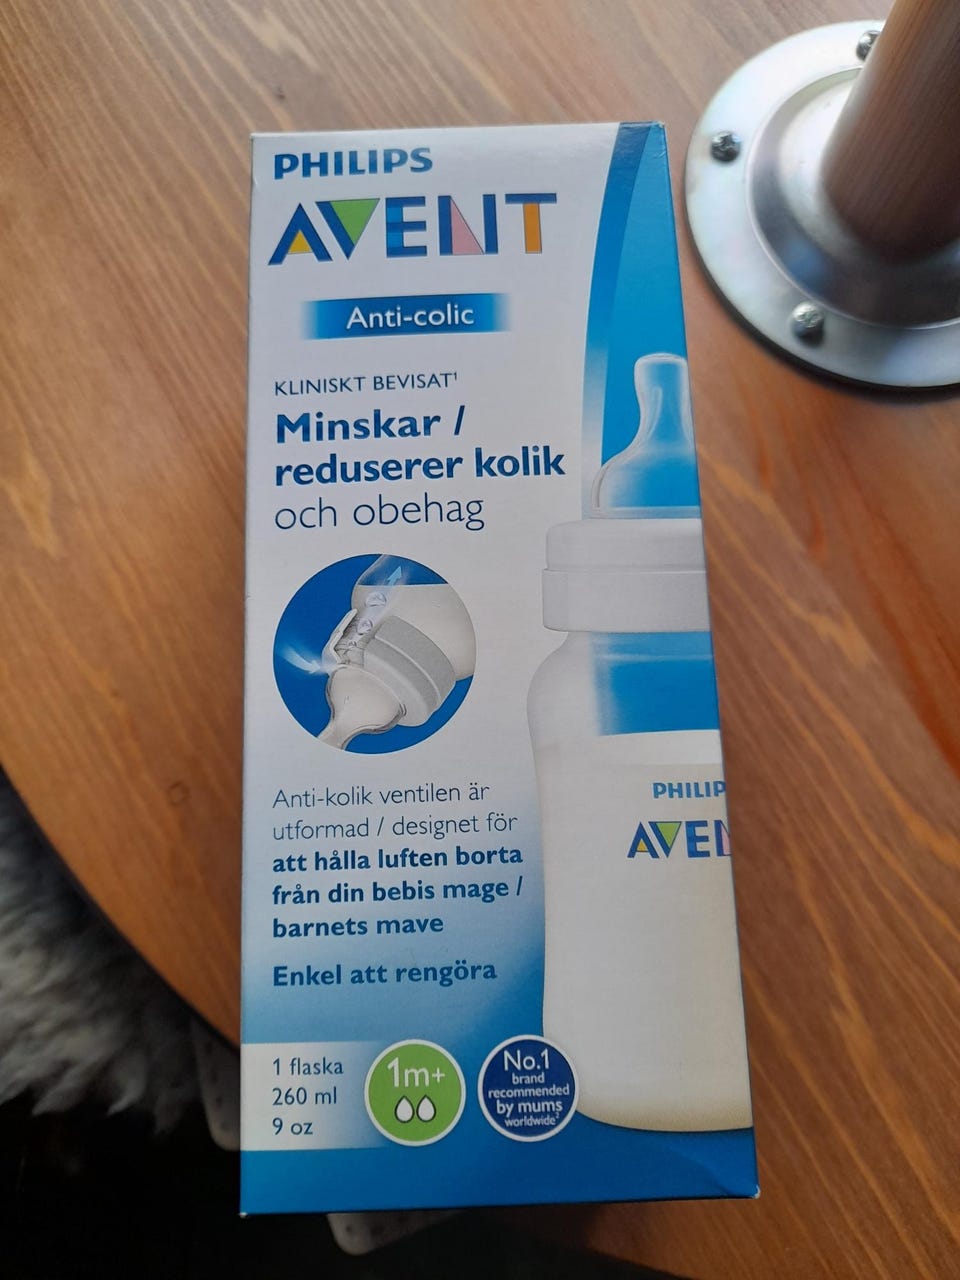 PHILIPS
AVENT
Anti-colic
KLINISKT BEVISAT¹
Minskar /
reduserer kolik
och obehag
Anti-kolik ventilen är
utformad / designet för
att hålla luften borta
från din bebis mage /
barnets mave
Enkel att rengöra
1 flaska
260 ml
9 oz
1m+
No.1
brand
recommended
by mums
worldwide²
PHILIP
AVEN